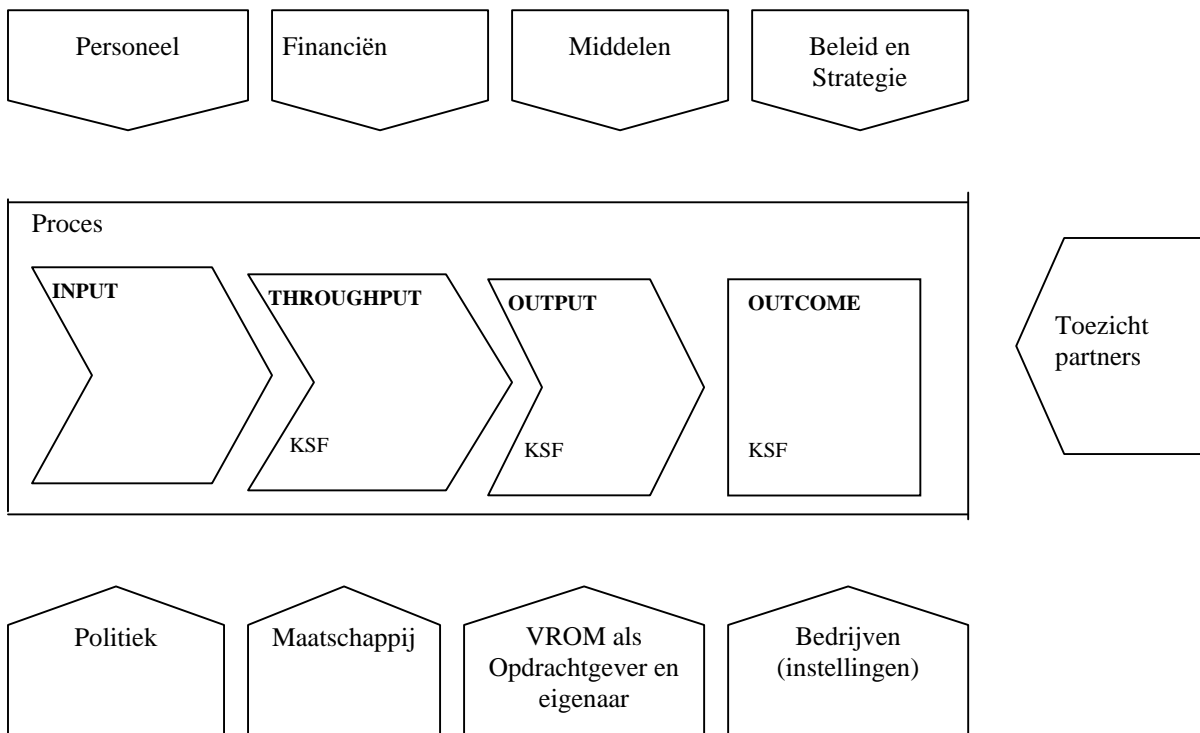 Personeel
Financiën
Middelen
Beleid en
Strategie
Proces
INPUT
THROUGHPUT
OUTPUT
OUTCOME
KSF
KSF
KSF
Toezicht
partners
Politiek
Maatschappij
VROM als
Opdrachtgever en
eigenaar
Bedrijven
(instellingen)